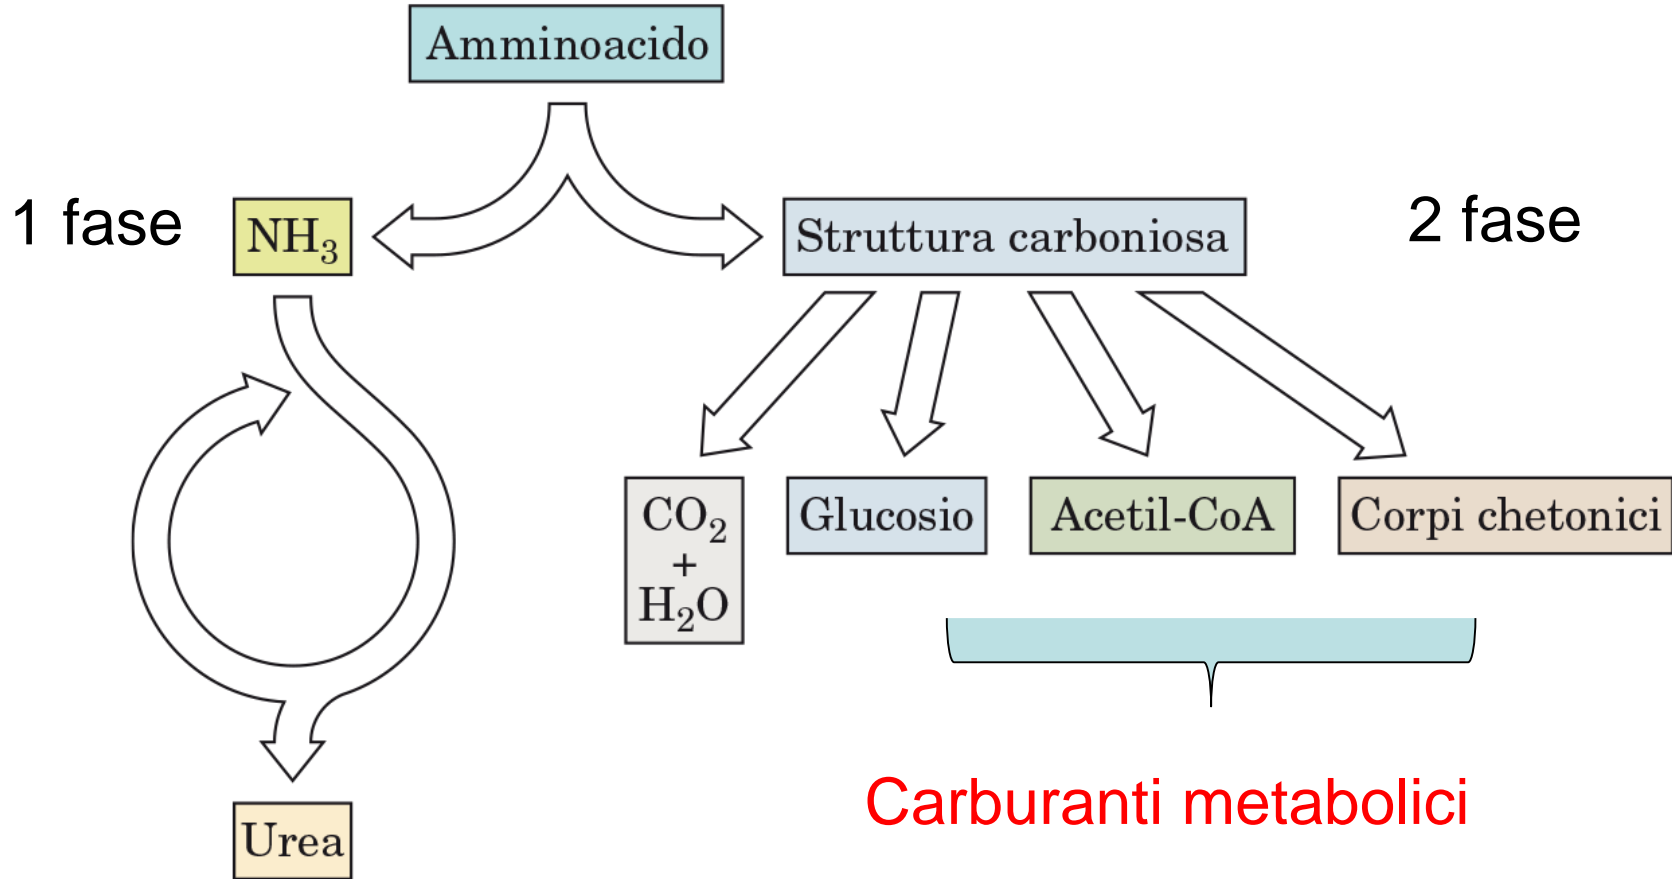 Amminoacido
1 fase
NH₃
Struttura carboniosa
2 fase
CO₂
+
H₂O
Glucosio
Acetil-CoA
Corpi chetonici
Carburanti metabolici
Urea